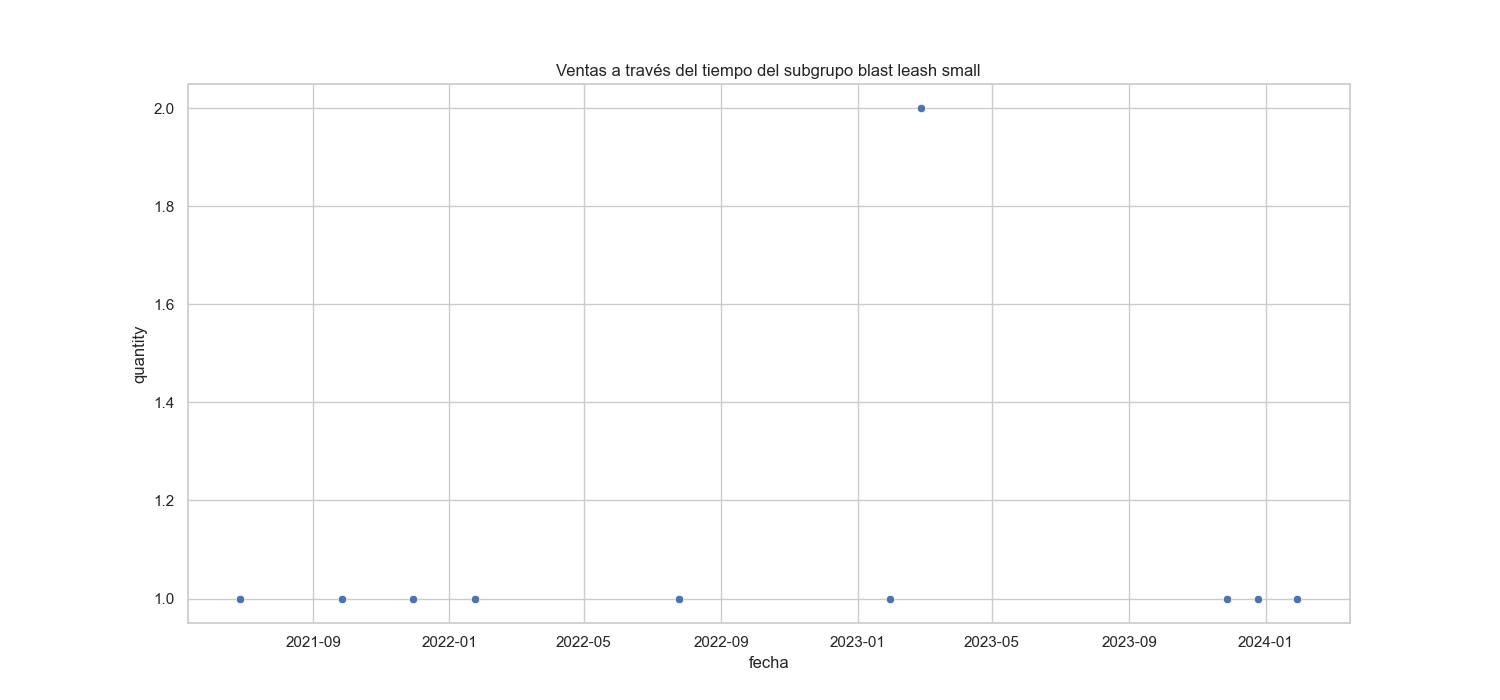 Ventas a través del tiempo del subgrupo blast leash small
2.0
1.8
1.6
1.4
1.2
1.0
quantity
2021-09 2022-01 2022-05 2022-09 2023-01 2023-05 2023-09 2024-01
fecha